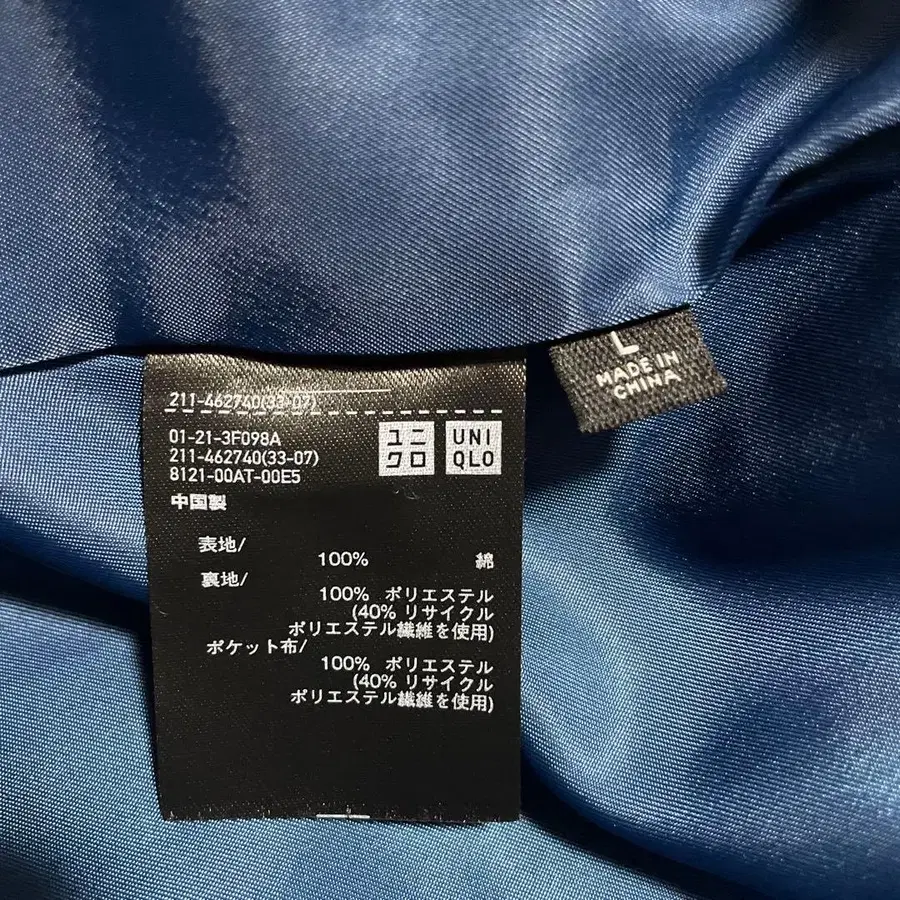 211-462740(33-07)
01-21-3F098A
211-462740(33-07)
8121-00AT-00E5
中国製
ユニ
クロ
UNI
QLO
表地/
100% 綿
裏地/
100% ポリエステル
(40% リサイクル
ポリエステル繊維を使用)
ポケット布/
100% ポリエステル
(40% リサイクル
ポリエステル繊維を使用)
L
MADE IN
CHINA